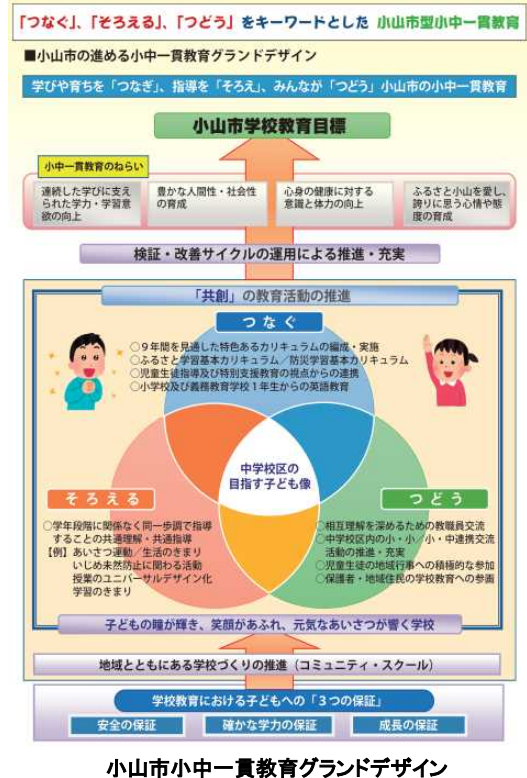 「つなぐ」、「そろえる」、「つどう」をキーワードとした 小山市型小中一貫教育
■小山市の進める小中一貫教育グランドデザイン
学びや育ちを「つなぎ」、指導を「そろえ」、みんなが「つどう」小山市の小中一貫教育
小山市学校教育目標
小中一貫教育のねらい
連続した学びに支え
られた学力・学習意
欲の向上
豊かな人間性・社会性
の育成
心身の健康に対する
意識と体力の向上
ふるさと小山を愛し、
誇りに思う心情や態
度の育成
検証・改善サイクルの運用による推進・充実
「共創」の教育活動の推進
つなぐ
○９年間を見通した特色あるカリキュラムの編成・実施
○ふるさと学習基本カリキュラム／防災学習基本カリキュラム
○児童生徒指導及び特別支援教育の視点からの連携
○小学校及び義務教育学校１年生からの英語教育
中学校区の
目指す子ども像
そろえる
○学年段階に関係なく同一歩調で指導
することの共通理解・共通指導
【例】あいさつ運動／生活のきまり
いじめ未然防止に関わる活動
授業のユニバーサルデザイン化
学習のきまり
つどう
○相互理解を深めるための教職員交流
○中学校区内の小・小／小・中連携交流
活動の推進・充実
○児童生徒の地域行事への積極的な参加
○保護者・地域住民の学校教育への参画
子どもの瞳が輝き、笑顔があふれ、元気なあいさつが響く学校
地域とともにある学校づくりの推進（コミュニティ・スクール）
学校教育における子どもへの「３つの保証」
安全の保証
確かな学力の保証
成長の保証
小山市小中一貫教育グランドデザイン